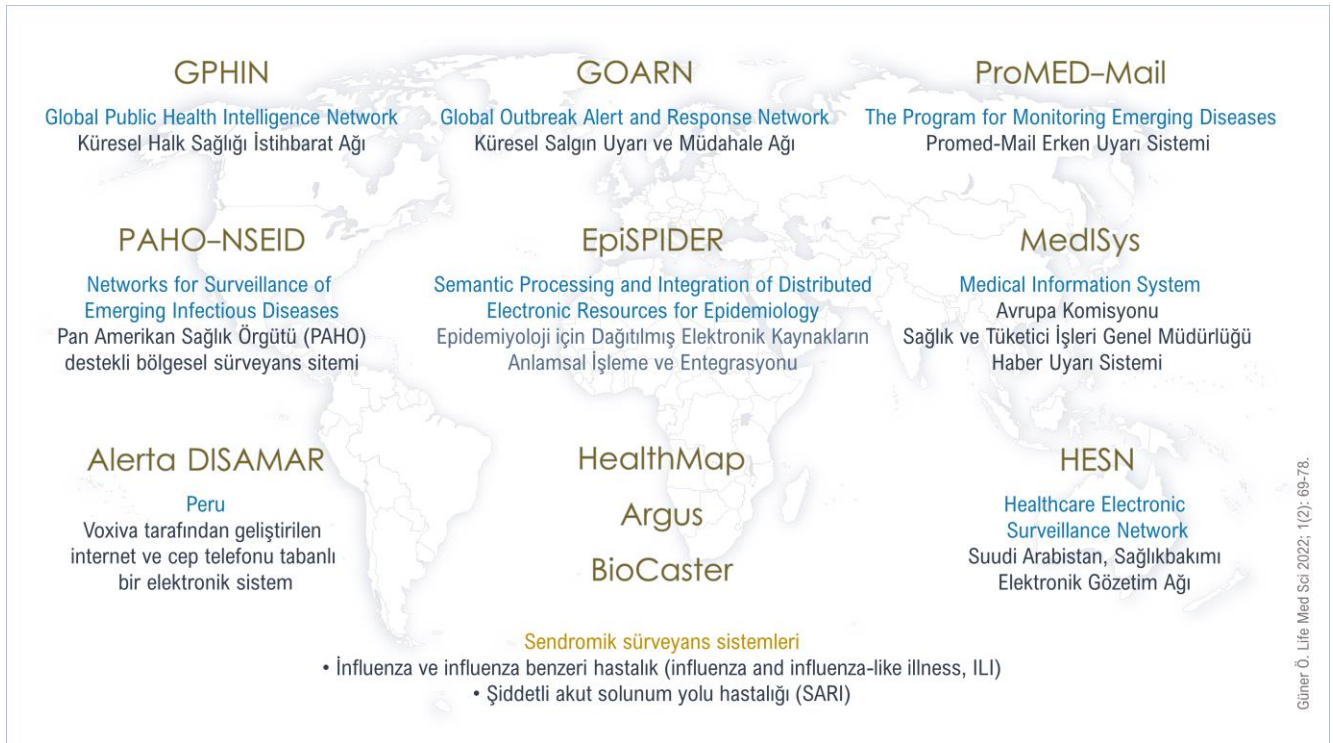 GPHIN
Global Public Health Intelligence Network
Küresel Halk Sağlığı İstihbarat Ağı
GOARN
Global Outbreak Alert and Response Network
Küresel Salgın Uyarı ve Müdahale Ağı
ProMED–Mail
The Program for Monitoring Emerging Diseases
Promed-Mail Erken Uyarı Sistemi
PAHO–NSEID
Networks for Surveillance of
Emerging Infectious Diseases
Pan Amerikan Sağlık Örgütü (PAHO)
destekli bölgesel sürveyans sitemi
EpiSPIDER
Semantic Processing and Integration of Distributed
Electronic Resources for Epidemiology
Epidemiyoloji için Dağıtılmış Elektronik Kaynakların
Anlamsal İşleme ve Entegrasyonu
MedISys
Medical Information System
Avrupa Komisyonu
Sağlık ve Tüketici İşleri Genel Müdürlüğü
Haber Uyarı Sistemi
Alerta DISAMAR
Peru
Voxiva tarafından geliştirilen
internet ve cep telefonu tabanlı
bir elektronik sistem
HealthMap
Argus
BioCaster
HESN
Healthcare Electronic
Surveillance Network
Suudi Arabistan, Sağlıkbakımı
Elektronik Gözetim Ağı
Sendromik sürveyans sistemleri
• İnfluenza ve influenza benzeri hastalık (influenza and influenza-like illness, ILI)
• Şiddetli akut solunum yolu hastalığı (SARI)
Güner Ö. Life Med Sci 2022; 1(2): 69-78.